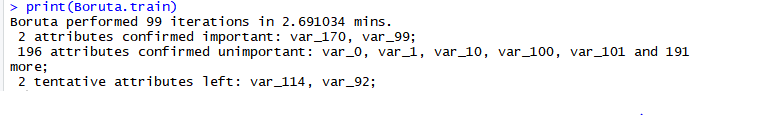 > print(Boruta.train)
Boruta performed 99 iterations in 2.691034 mins.
2 attributes confirmed important: var_170, var_99;
196 attributes confirmed unimportant: var_0, var_1, var_10, var_100, var_101 and 191
more;
2 tentative attributes left: var_114, var_92;